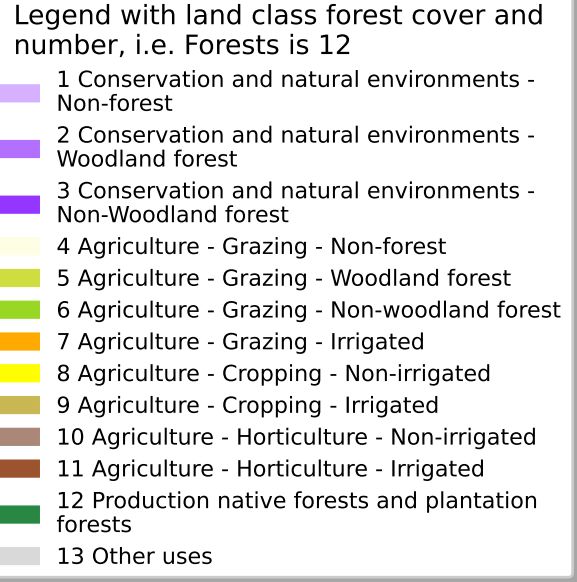 Legend with land class forest cover and
number, i.e. Forests is 12
1 Conservation and natural environments -
Non-forest
2 Conservation and natural environments -
Woodland forest
3 Conservation and natural environments -
Non-Woodland forest
4 Agriculture - Grazing - Non-forest
5 Agriculture - Grazing - Woodland forest
6 Agriculture - Grazing - Non-woodland forest
7 Agriculture - Grazing - Irrigated
8 Agriculture - Cropping - Non-irrigated
9 Agriculture - Cropping - Irrigated
10 Agriculture - Horticulture - Non-irrigated
11 Agriculture - Horticulture - Irrigated
12 Production native forests and plantation
forests
13 Other uses